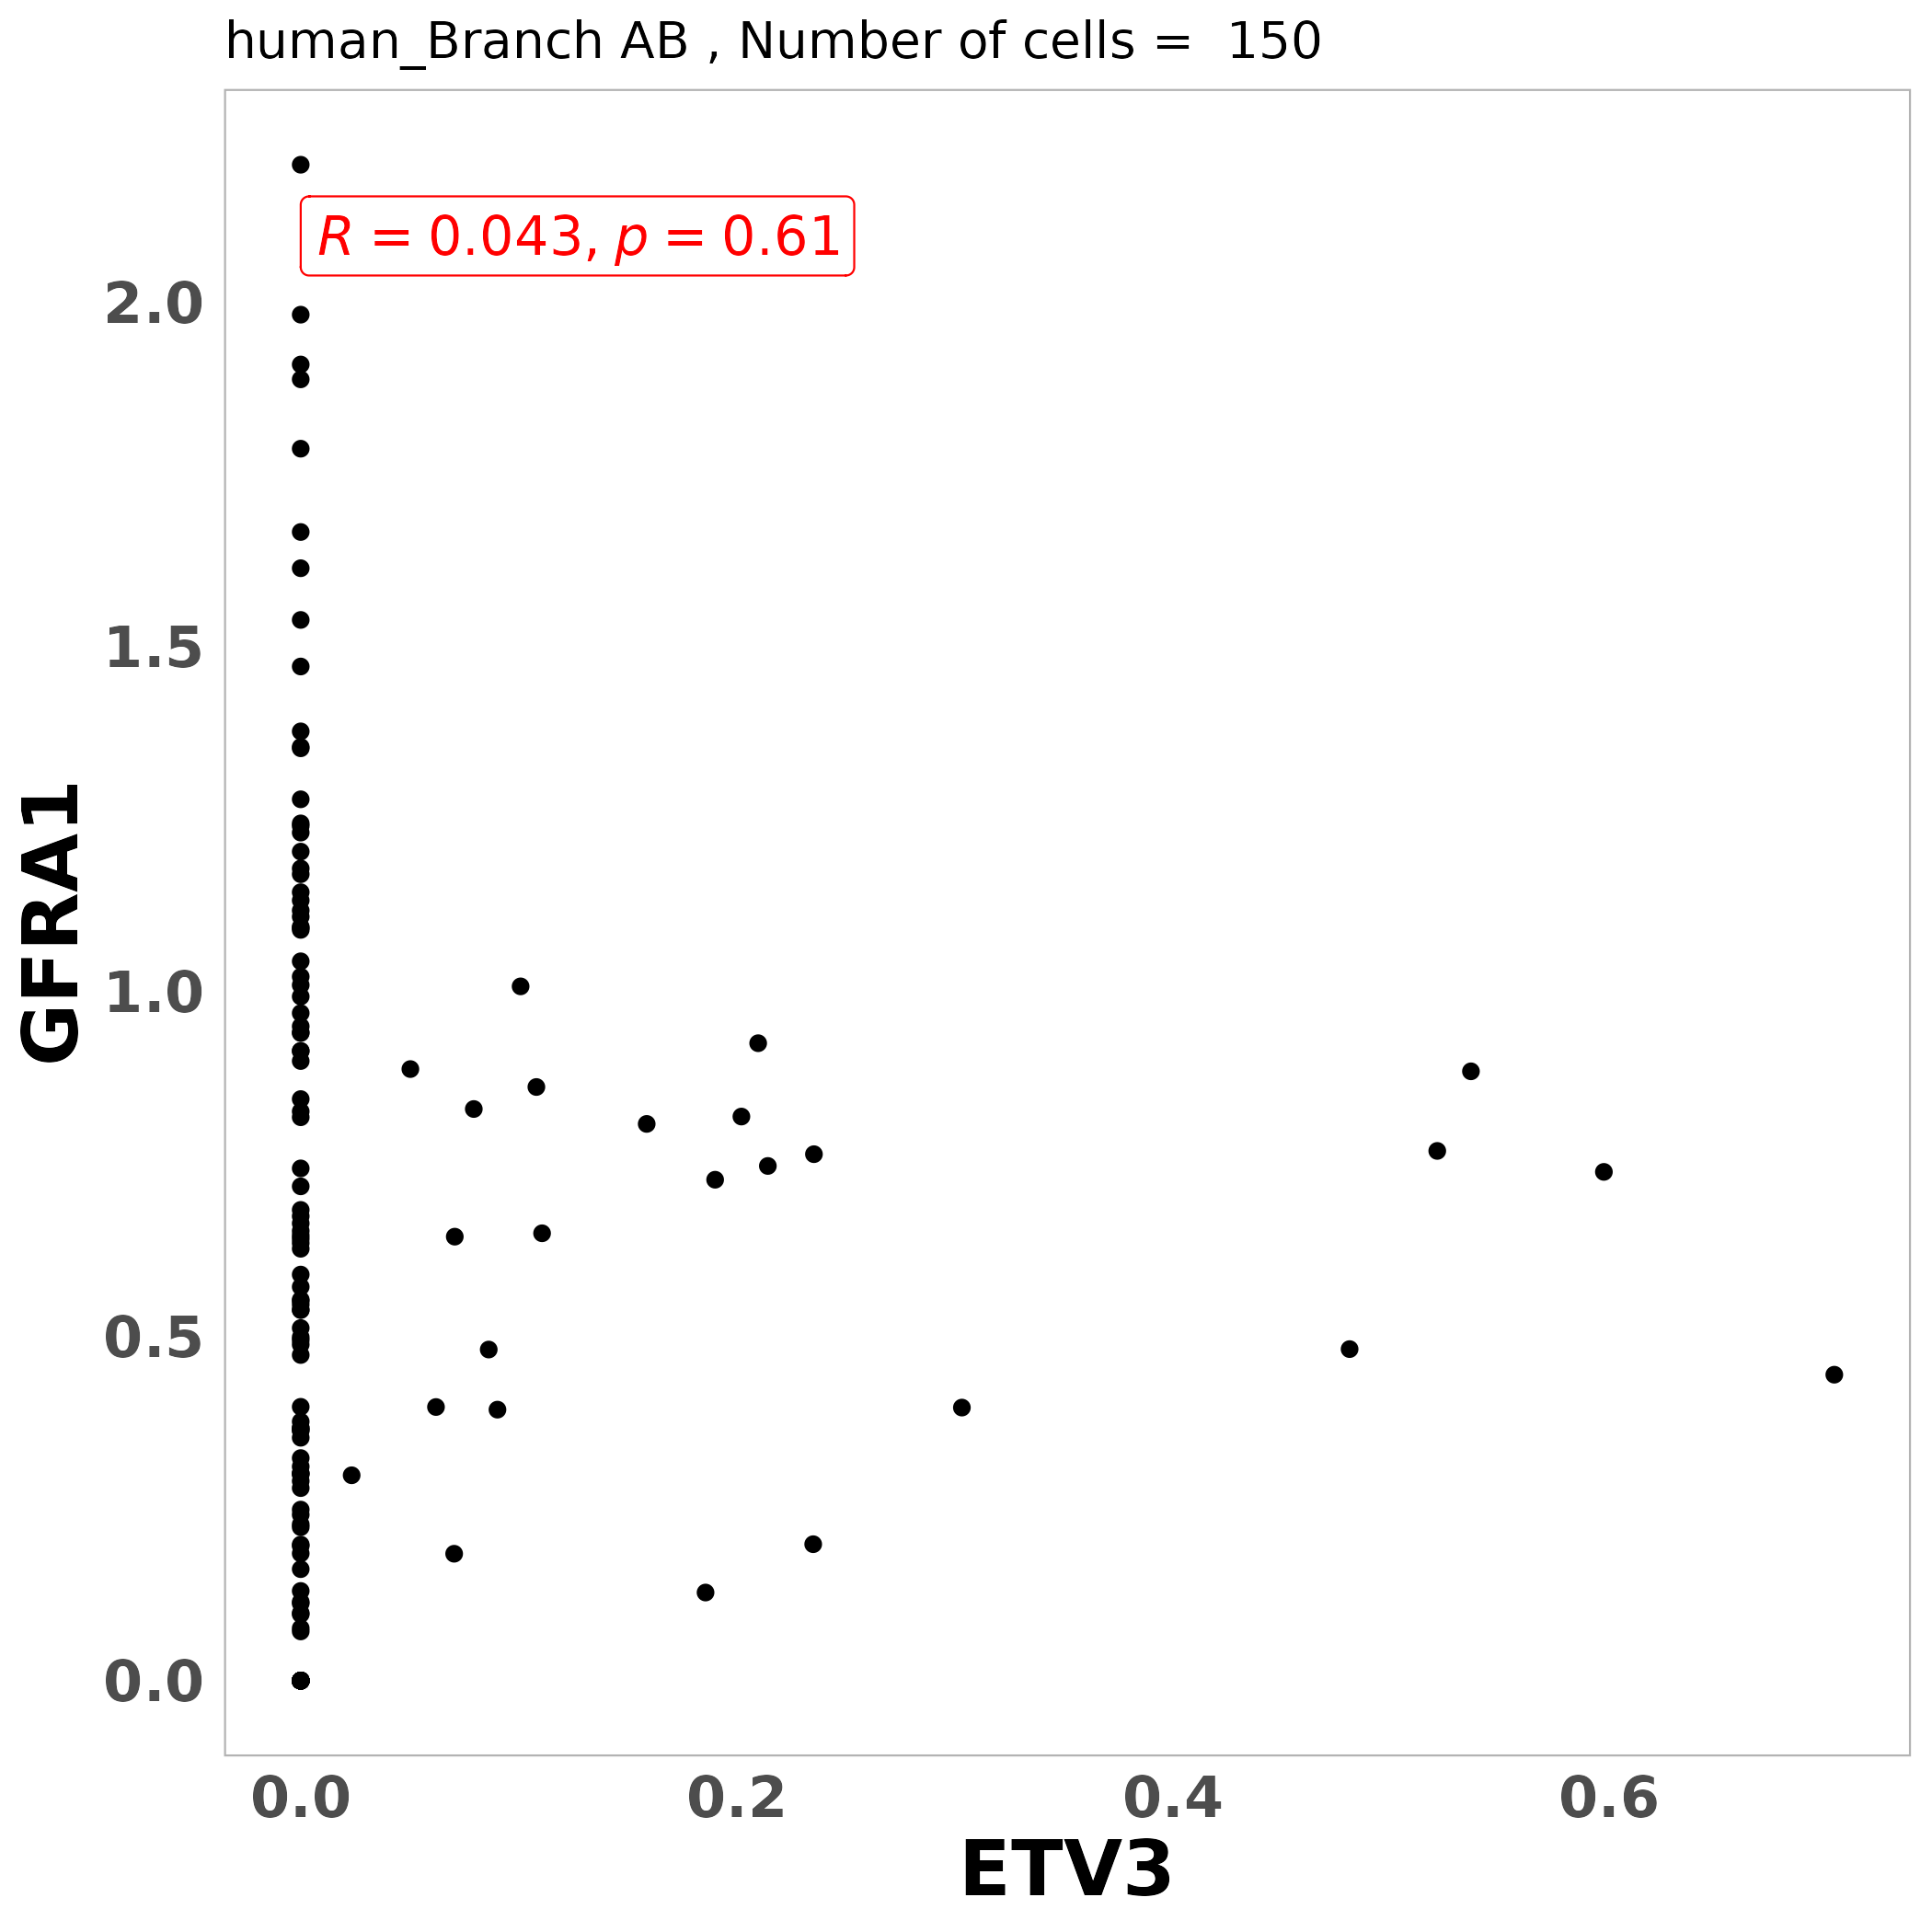 human_Branch AB , Number of cells =  150
R = 0.043, p = 0.61
2.0
1.5
1.0
0.5
0.0
GFRA1
0.0 0.2 0.4 0.6
ETV3